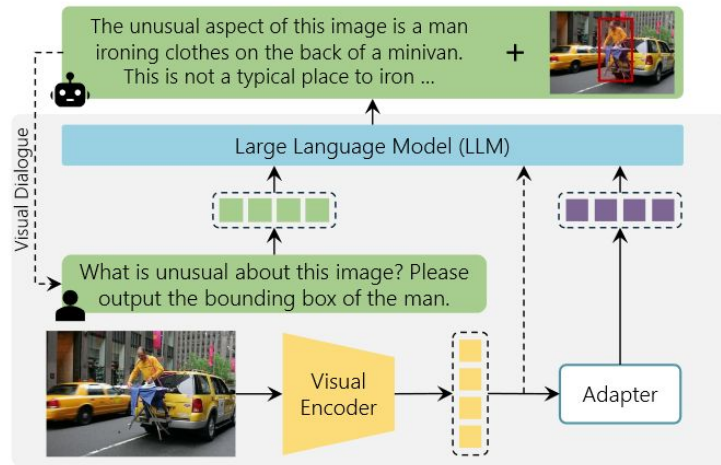 The unusual aspect of this image is a man
ironing clothes on the back of a minivan.
This is not a typical place to iron ...
+
Visual Dialogue
Large Language Model (LLM)
What is unusual about this image? Please
output the bounding box of the man.
Visual
Encoder
Adapter